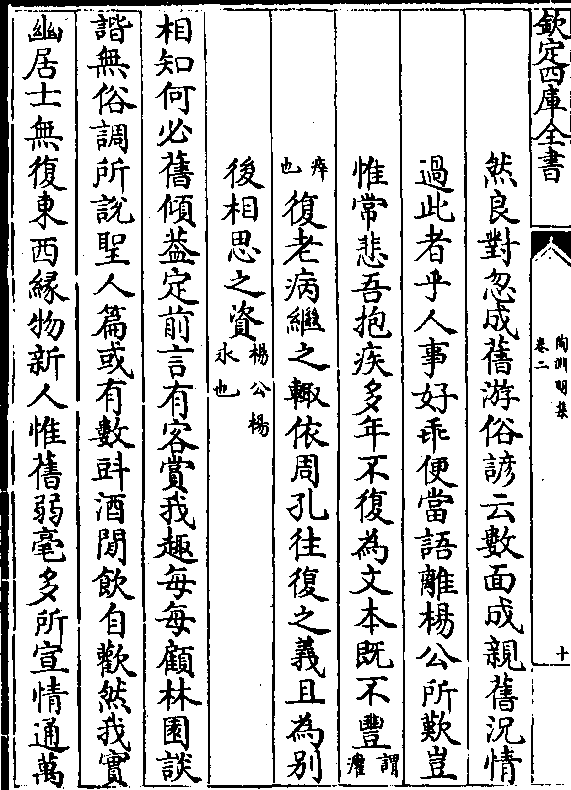 欽定四庫全書
陶淵明集
卷二
十
然良對忽成舊游俗諺云數面成親舊況情
過此者乎人事好乖便當語離楊公所歎豈
惟常悲吾抱疾多年不復為文本既不豐謂癯
瘁也復老病繼之輙依周孔往復之義且為別
後相思之資楊公楊氶也
相知何必舊傾葢定前言有客賞我趣每每顧林園談
諧無俗調所說聖人篇或有數㪷酒閒飲自歡然我實
幽居士無復東西緣物新人惟舊弱毫多所宣情通萬